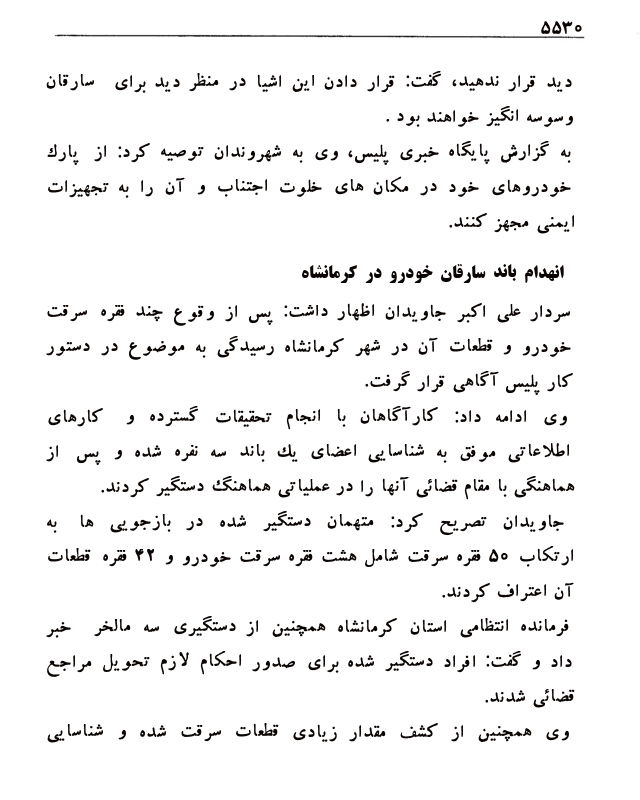 ۵۵۳۰
دید قرار ندهید، گفت: قرار دادن این اشیا در منظر دید برای سارقان
وسوسه انگیز خواهند بود .
به گزارش پایگاه خبری پلیس، وی به شهروندان توصیه کرد: از پارك
خودروهای خود در مکان های خلوت اجتناب و آن را به تجهیزات
ایمنی مجهز کنند.
انهدام باند سارقان خودرو در کرمانشاه
سردار علی اکبر جاویدان اظهار داشت: پس از وقوع چند فقره سرقت
خودرو و قطعات آن در شهر کرمانشاه رسیدگی به موضوع در دستور
کار پلیس آگاهی قرار گرفت.
وی ادامه داد: کارآگاهان با انجام تحقیقات گسترده و کارهای
اطلاعاتی موفق به شناسایی اعضای یك باند سه نفره شده و پس از
هماهنگی با مقام قضائی آنها را در عملیاتی هماهنگ دستگیر کردند.
جاویدان تصریح کرد: متهمان دستگیر شده در بازجویی ها به
ارتکاب ۵۰ فقره سرقت شامل هشت فقره سرقت خودرو و ۴۲ فقره قطعات
آن اعتراف کردند.
فرمانده انتظامی استان کرمانشاه همچنین از دستگیری سه مالخر خبر
داد و گفت: افراد دستگیر شده برای صدور احکام لازم تحویل مراجع
قضائی شدند.
وی همچنین از کشف مقدار زیادی قطعات سرقت شده و شناسایی